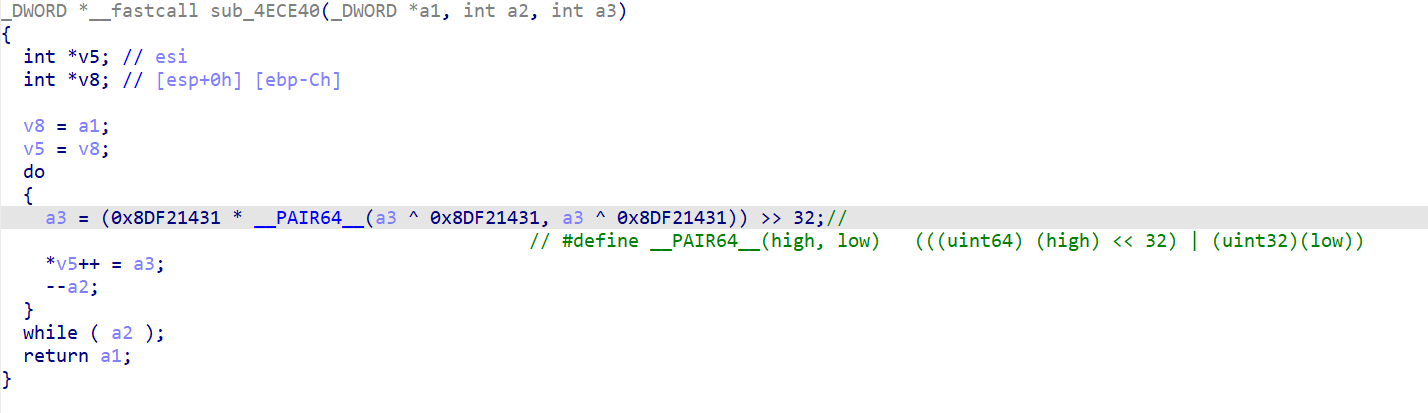 _DWORD *__fastcall sub_4ECE40(_DWORD *a1, int a2, int a3)
{
  int *v5; // esi
  int *v8; // [esp+0h] [ebp-Ch]

  v8 = a1;
  v5 = v8;
  do
  {
    a3 = (0x8DF21431 * __PAIR64__(a3 ^ 0x8DF21431, a3 ^ 0x8DF21431)) >> 32;//
                                                // #define __PAIR64__(high, low)   (((uint64) (high) << 32) | (uint32)(low))
    *v5++ = a3;
    --a2;
  }
  while ( a2 );
  return a1;
}